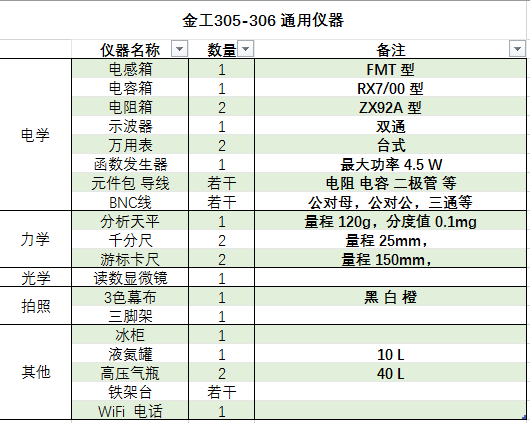 金工305-306 通用仪器
仪器名称 数量 备注
电学
电感箱 1 FMT 型
电容箱 1 RX7/00 型
电阻箱 2 ZX92A 型
示波器 1 双通
万用表 2 台式
函数发生器 1 最大功率 4.5 W
元件包 导线 若干 电阻 电容 二极管 等
BNC线 若干 公对母，公对公，三通等
力学
分析天平 1 量程 120g，分度值 0.1mg
千分尺 2 量程 25mm，
游标卡尺 2 量程 150mm，
光学 读数显微镜 1
拍照
3色幕布 1 黑 白 橙
三脚架 1
其他
冰柜 1
液氮罐 1 10 L
高压气瓶 2 40 L
铁架台 若干
WiFi 电话 1